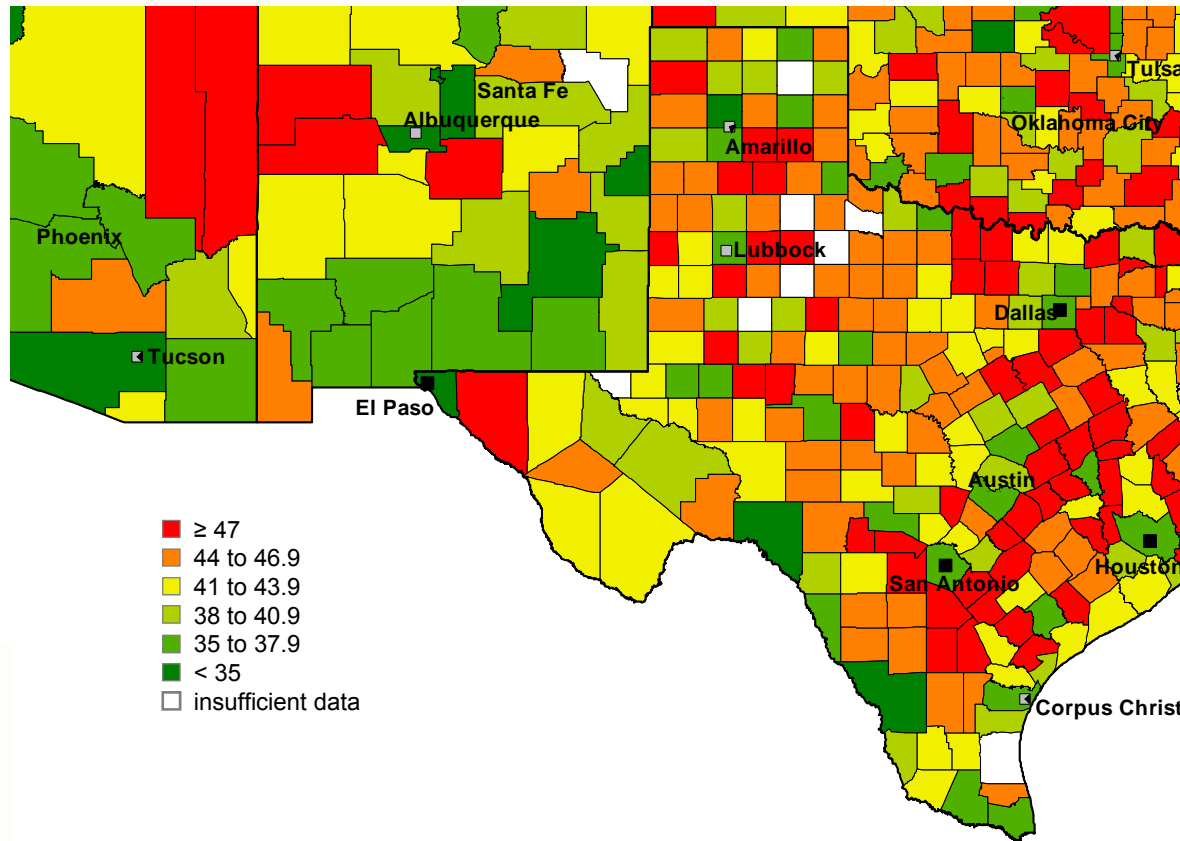 Tulsa
Santa Fe
Albuquerque
Oklahoma City
Amarillo
Phoenix
Lubbock
Dallas
Tucson
El Paso
Austin
Houston
San Antonio
Corpus Christ
≥ 47
44 to 46.9
41 to 43.9
38 to 40.9
35 to 37.9
< 35
insufficient data